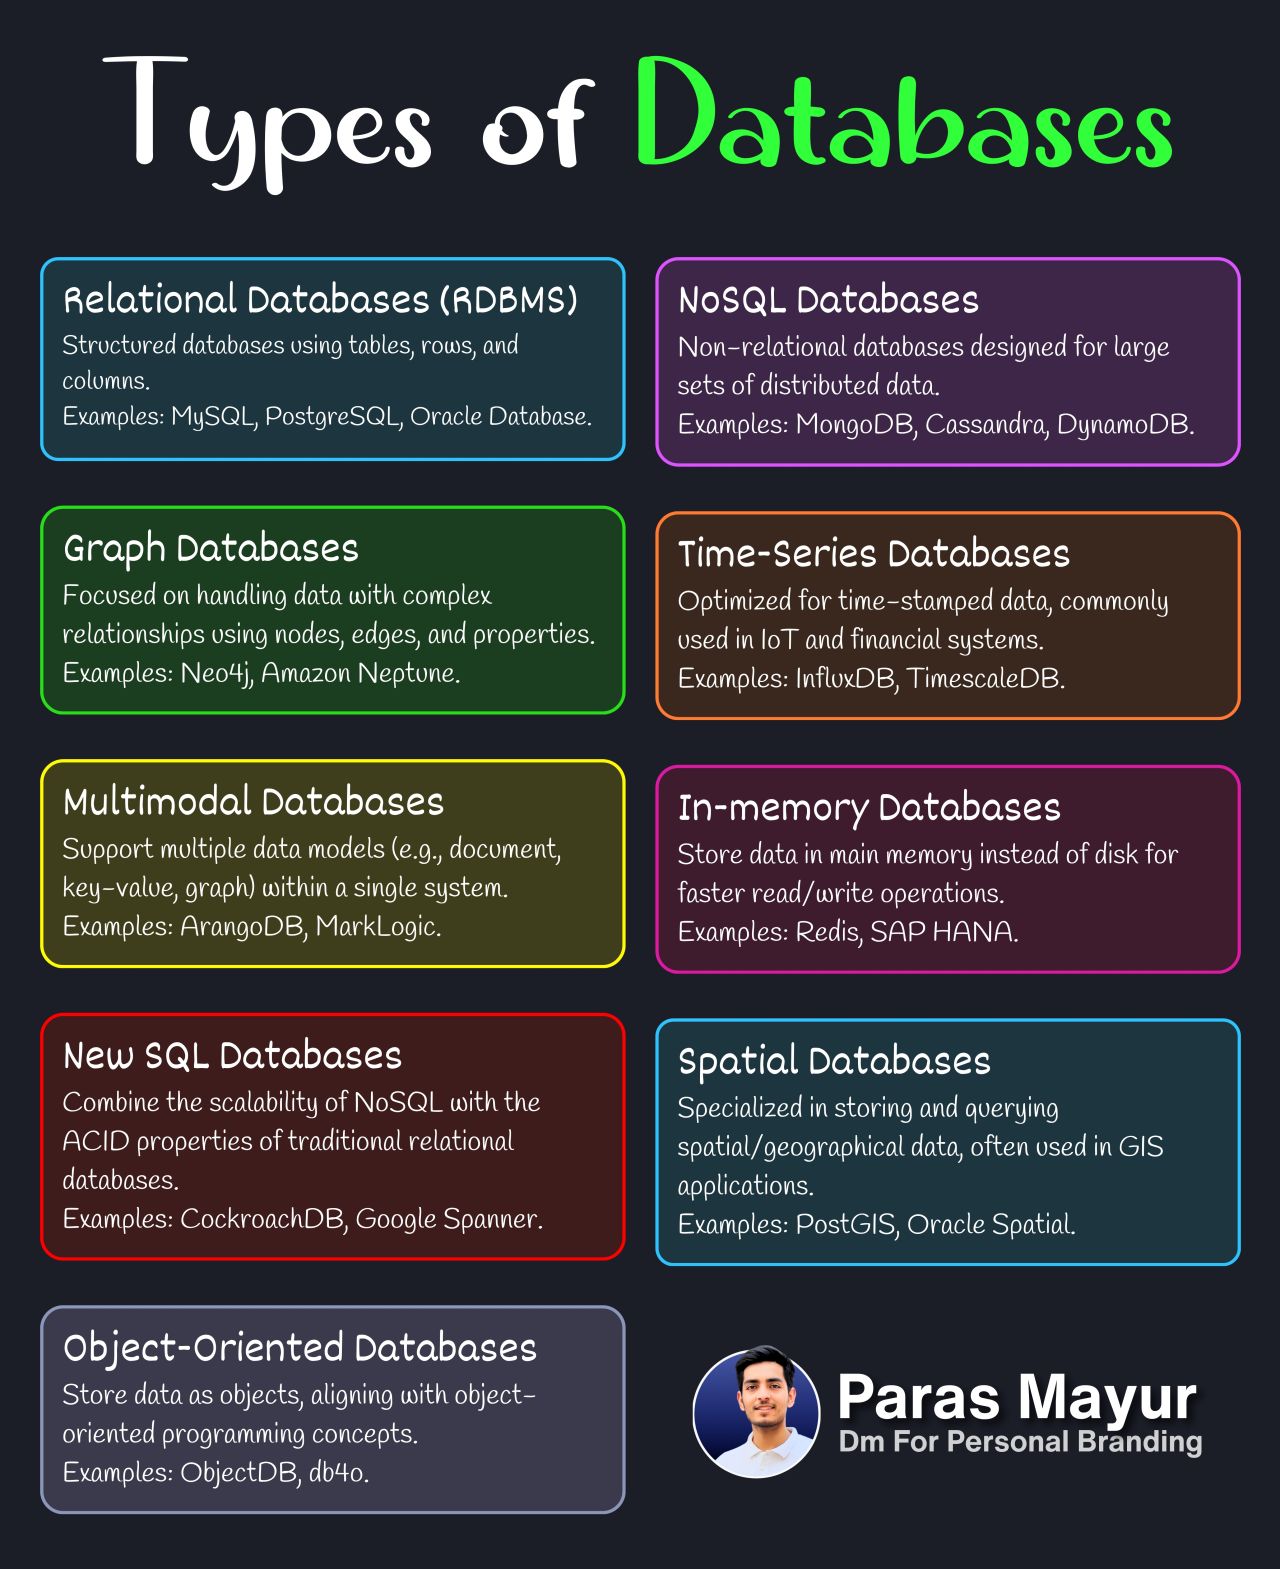 Types of Databases
Relational Databases (RDBMS)
Structured databases using tables, rows, and
columns.
Examples: MySQL, PostgreSQL, Oracle Database.
NoSQL Databases
Non-relational databases designed for large
sets of distributed data.
Examples: MongoDB, Cassandra, DynamoDB.
Graph Databases
Focused on handling data with complex
relationships using nodes, edges, and properties.
Examples: Neo4j, Amazon Neptune.
Time-Series Databases
Optimized for time-stamped data, commonly
used in IoT and financial systems.
Examples: InfluxDB, TimescaleDB.
Multimodal Databases
Support multiple data models (e.g., document,
key-value, graph) within a single system.
Examples: ArangoDB, MarkLogic.
In-memory Databases
Store data in main memory instead of disk for
faster read/write operations.
Examples: Redis, SAP HANA.
New SQL Databases
Combine the scalability of NoSQL with the
ACID properties of traditional relational
databases.
Examples: CockroachDB, Google Spanner.
Spatial Databases
Specialized in storing and querying
spatial/geographical data, often used in GIS
applications.
Examples: PostGIS, Oracle Spatial.
Object-Oriented Databases
Store data as objects, aligning with object-
oriented programming concepts.
Examples: ObjectDB, db4o.
Paras Mayur
Dm For Personal Branding